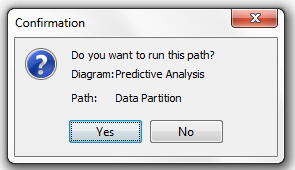 Confirmation
Do you want to run this path?
Diagram: Predictive Analysis
Path: Data Partition
Yes No